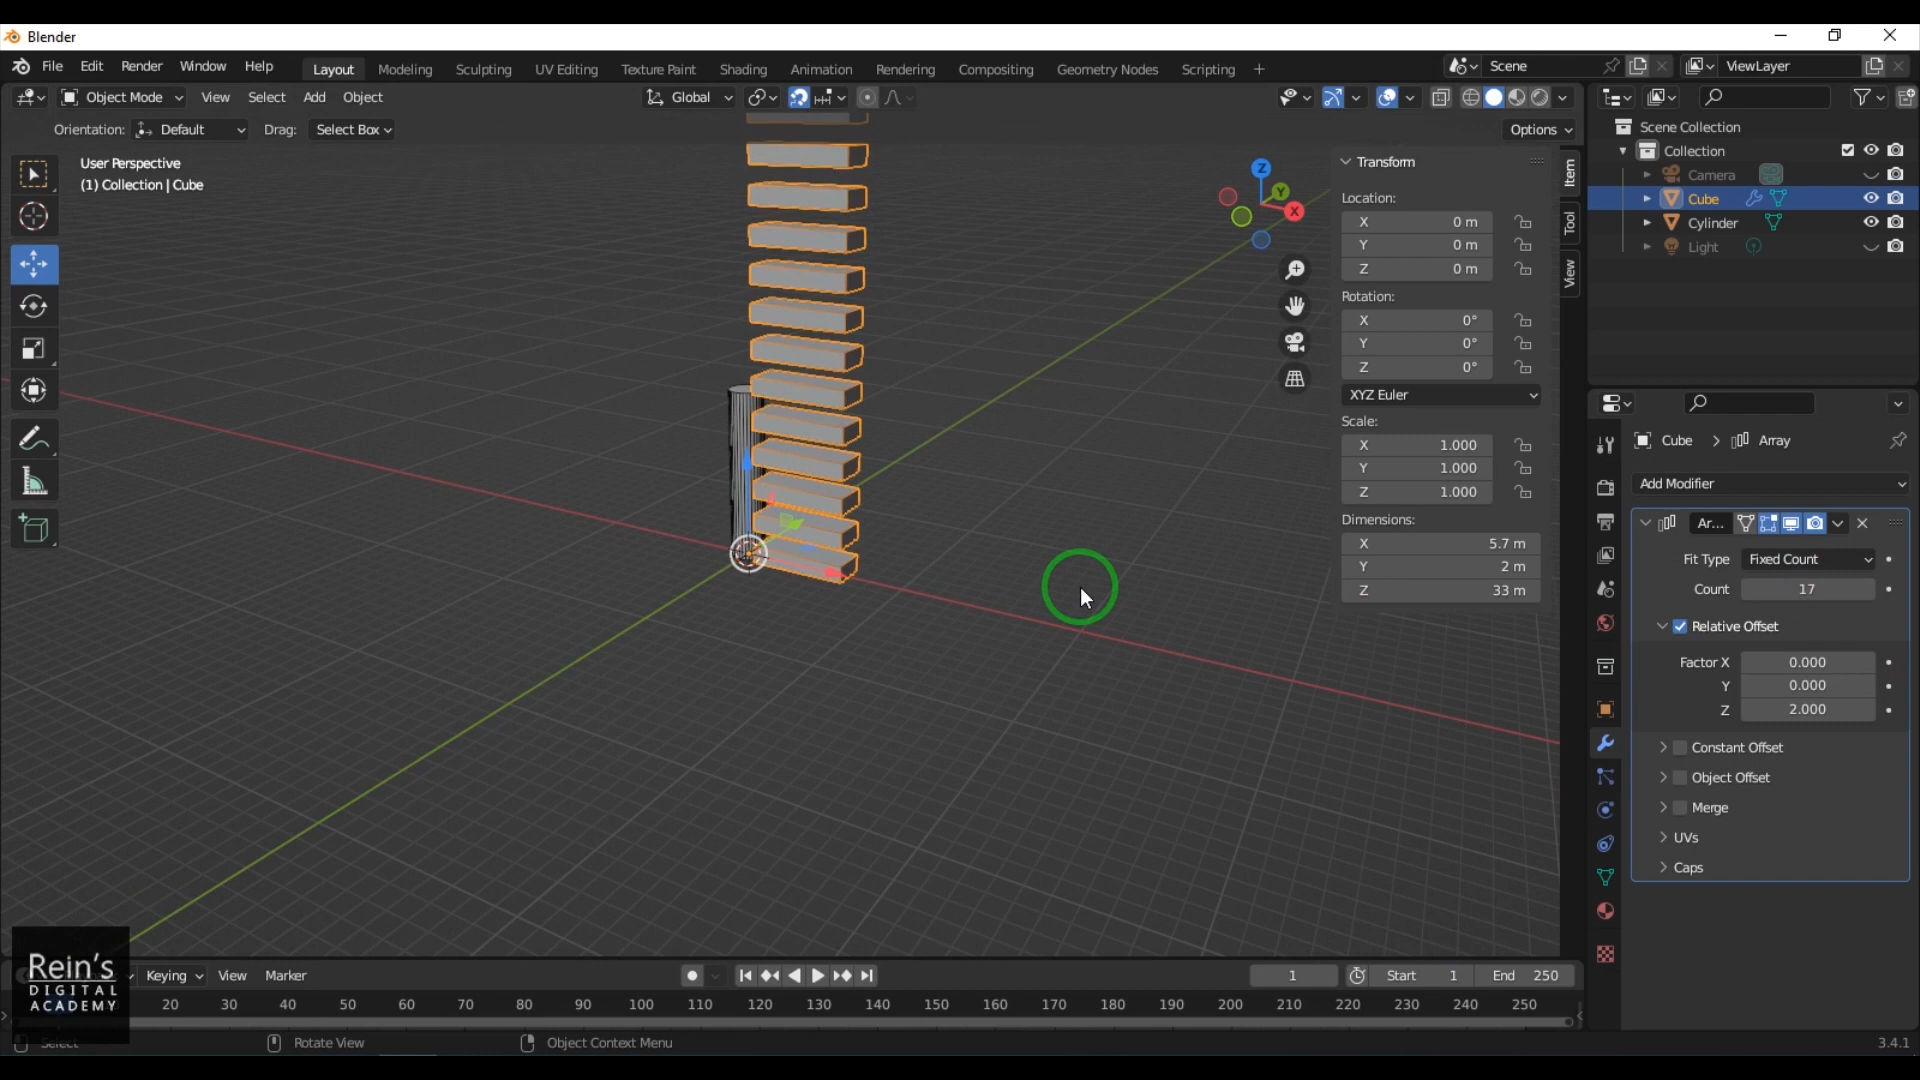 Blender
File Edit Render Window Help Layout Modeling Sculpting UV Editing Texture Paint Shading Animation Rendering Compositing Geometry Nodes Scripting + Scene ViewLayer
Object Mode View Select Add Object Global
Orientation: Default Drag: Select Box Options
User Perspective
(1) Collection | Cube
Z
Y
X
Transform
Location:
X 0 m
Y 0 m
Z 0 m
Rotation:
X 0°
Y 0°
Z 0°
XYZ Euler
Scale:
X 1.000
Y 1.000
Z 1.000
Dimensions:
X 5.7 m
Y 2 m
Z 33 m
Item
Tool
View
Scene Collection
Collection
Camera
Cube
Cylinder
Light
Cube > Array
Add Modifier
Ar...
Fit Type Fixed Count
Count 17
Relative Offset
Factor X 0.000
Y 0.000
Z 2.000
Constant Offset
Object Offset
Merge
UVs
Caps
Rein's
DIGITAL
ACADEMY
Keying View Marker 1 Start 1 End 250
20 30 40 50 60 70 80 90 100 110 120 130 140 150 160 170 180 190 200 210 220 230 240 250
Select Rotate View Object Context Menu 3.4.1